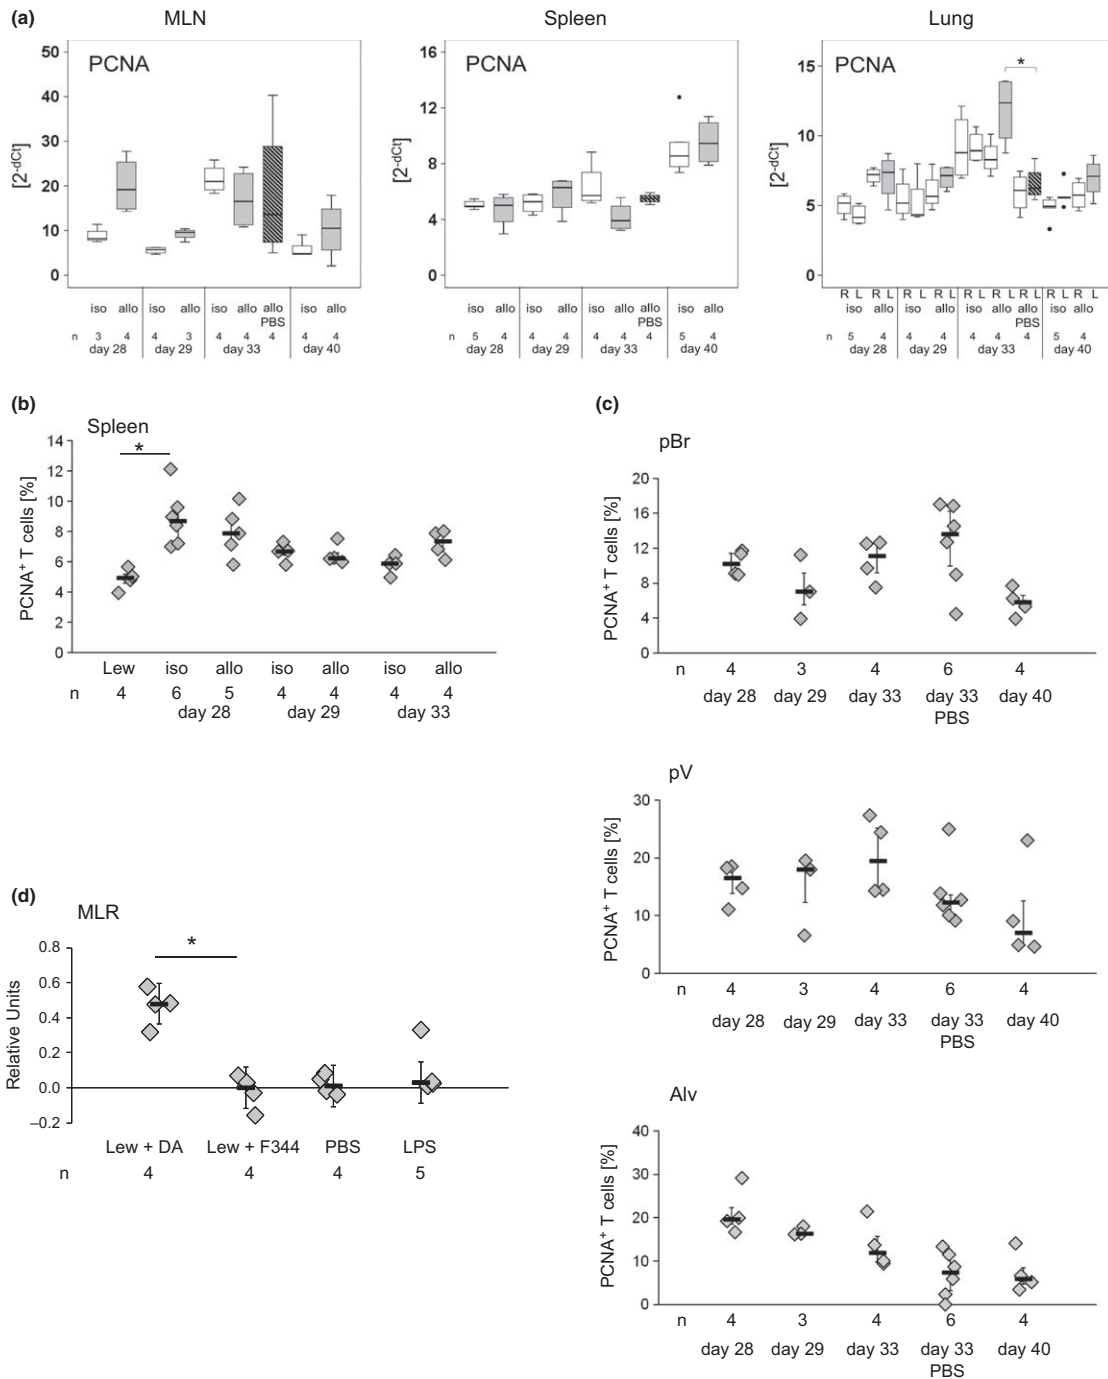 (a) MLN Spleen Lung
PCNA PCNA PCNA
[2^-dCt] [2^-dCt] [2^-dCt]
50
40
30
20
10
0
16
12
8
4
0
15
10
5
0
*
iso allo iso allo iso allo allo iso allo
PBS
n 3 4 4 3 4 4 4 4 4
day 28 day 29 day 33 day 40
iso allo iso allo iso allo allo iso allo
PBS
n 5 4 4 4 4 4 4 5 4
day 28 day 29 day 33 day 40
R L R L R L R L R L R L R L R L R L
iso allo iso allo iso allo allo iso allo
PBS
n 5 4 4 4 4 4 4 5 4
day 28 day 29 day 33 day 40
(b)
Spleen
PCNA⁺ T cells [%]
14
12
10
8
6
4
2
0
*
Lew iso allo iso allo iso allo
n 4 6 5 4 4 4 4
day 28 day 29 day 33
(c)
pBr
PCNA⁺ T cells [%]
20
16
12
8
4
0
n 4 3 4 6 4
day 28 day 29 day 33 day 33 day 40
PBS
pV
PCNA⁺ T cells [%]
30
20
10
0
n 4 3 4 6 4
day 28 day 29 day 33 day 33 day 40
PBS
Alv
PCNA⁺ T cells [%]
40
30
20
10
0
n 4 3 4 6 4
day 28 day 29 day 33 day 33 day 40
PBS
(d)
MLR
Relative Units
0.8
0.6
0.4
0.2
0.0
−0.2
*
Lew + DA Lew + F344 PBS LPS
n 4 4 4 5